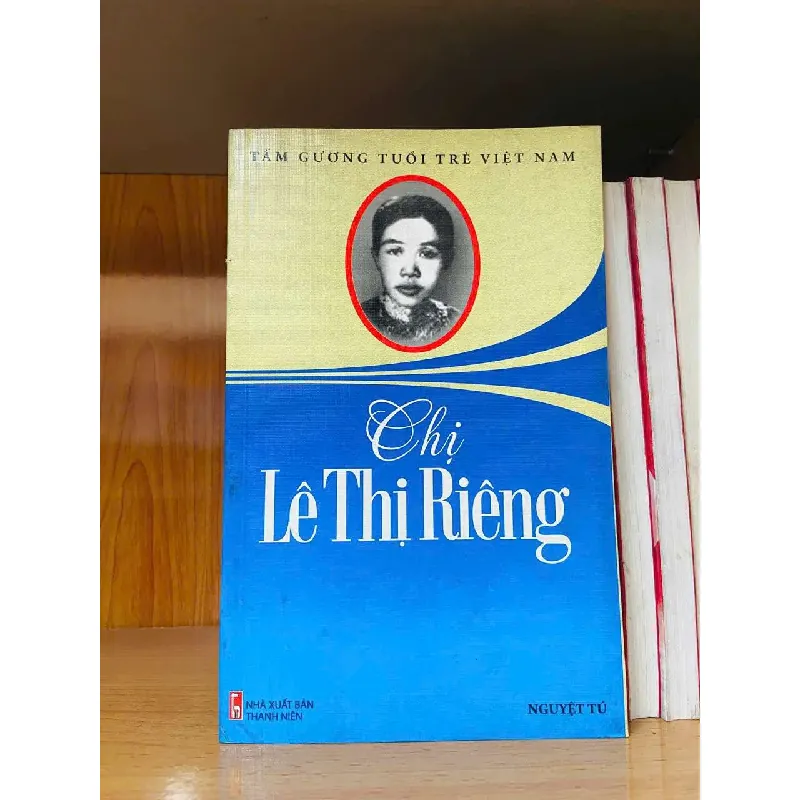 TẤM GƯƠNG TUỔI TRẺ VIỆT NAM
Chị
Lê Thị Riêng
NHÀ XUẤT BẢN
THANH NIÊN
NGUYỆT TÚ